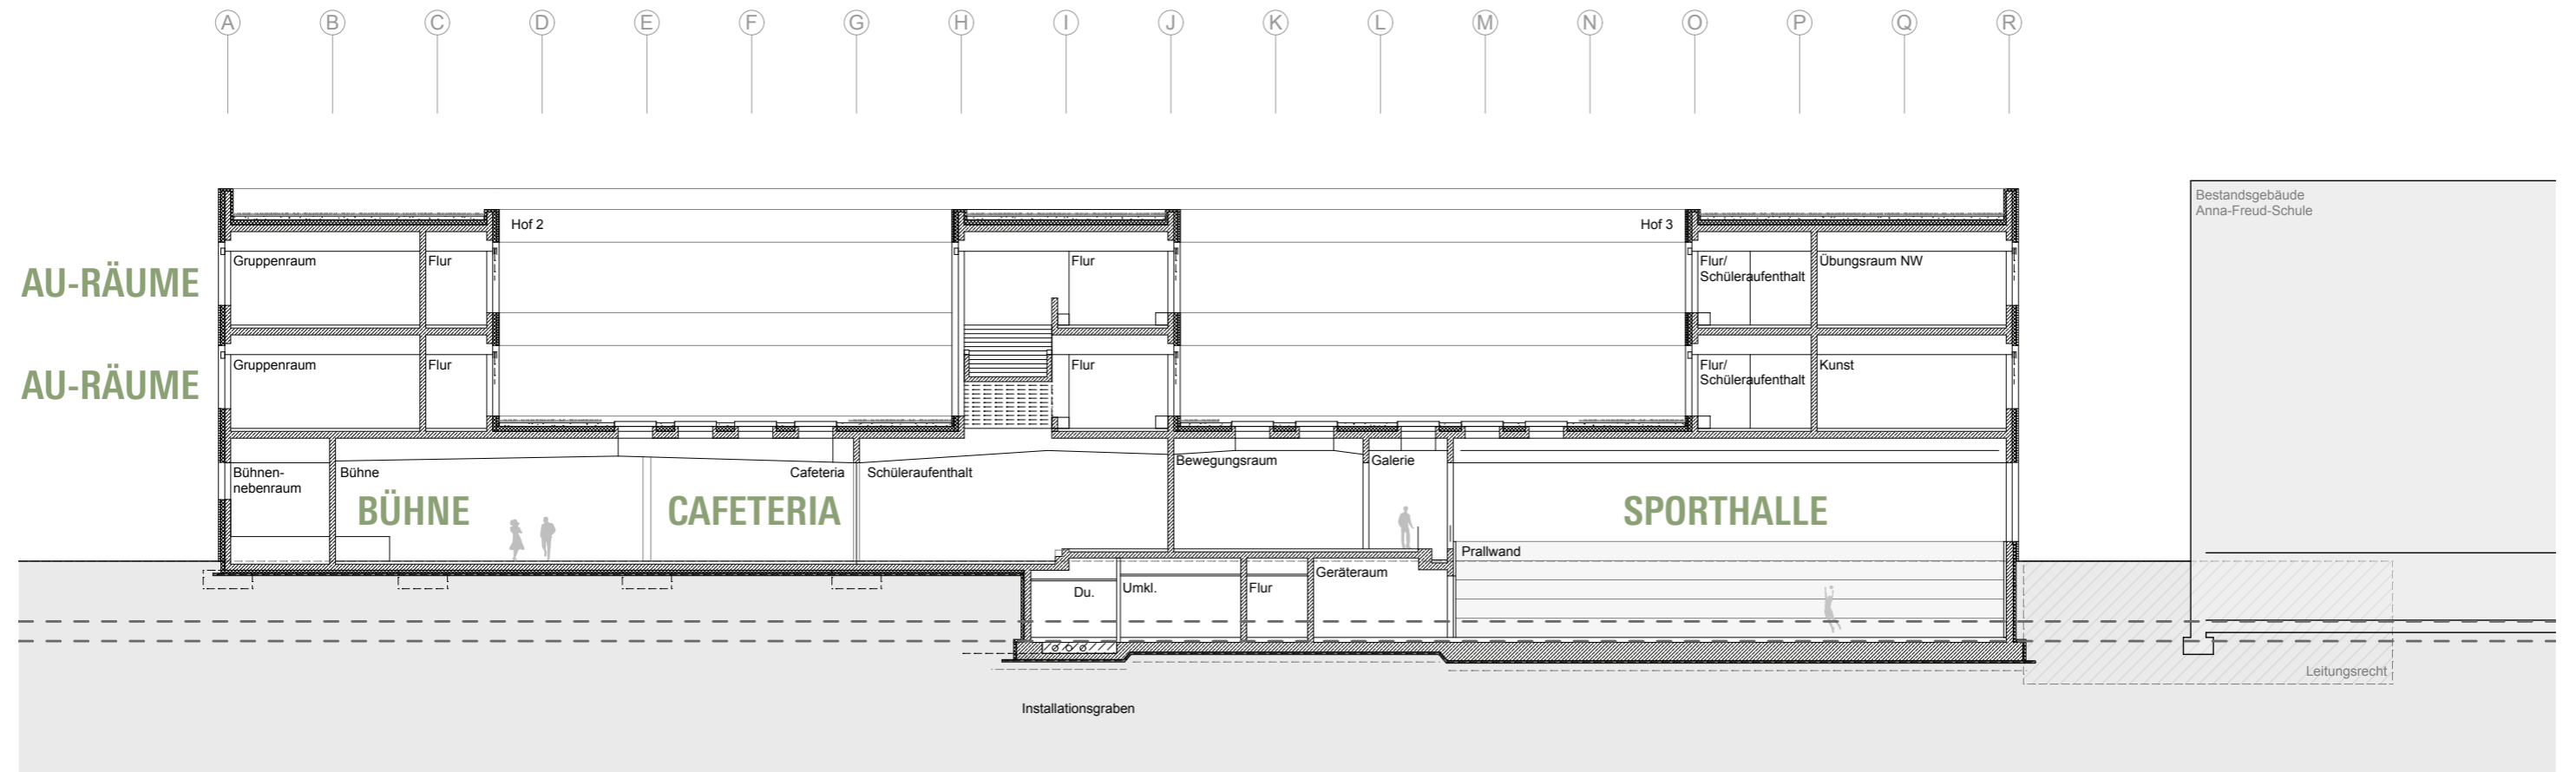 A B C D E F G H I J K L M N O P Q R
Bestandsgebäude
Anna-Freud-Schule
Hof 2
Hof 3
AU-RÄUME
Gruppenraum
Flur
Flur
Flur/
Schüleraufenthalt
Übungsraum NW
AU-RÄUME
Gruppenraum
Flur
Flur
Flur/
Schüleraufenthalt
Kunst
Bühnen-
nebenraum
Bühne
Cafeteria
Schüleraufenthalt
Bewegungsraum
Galerie
BÜHNE
CAFETERIA
SPORTHALLE
Prallwand
Du.
Umkl.
Flur
Geräteraum
Leitungsrecht
Installationsgraben